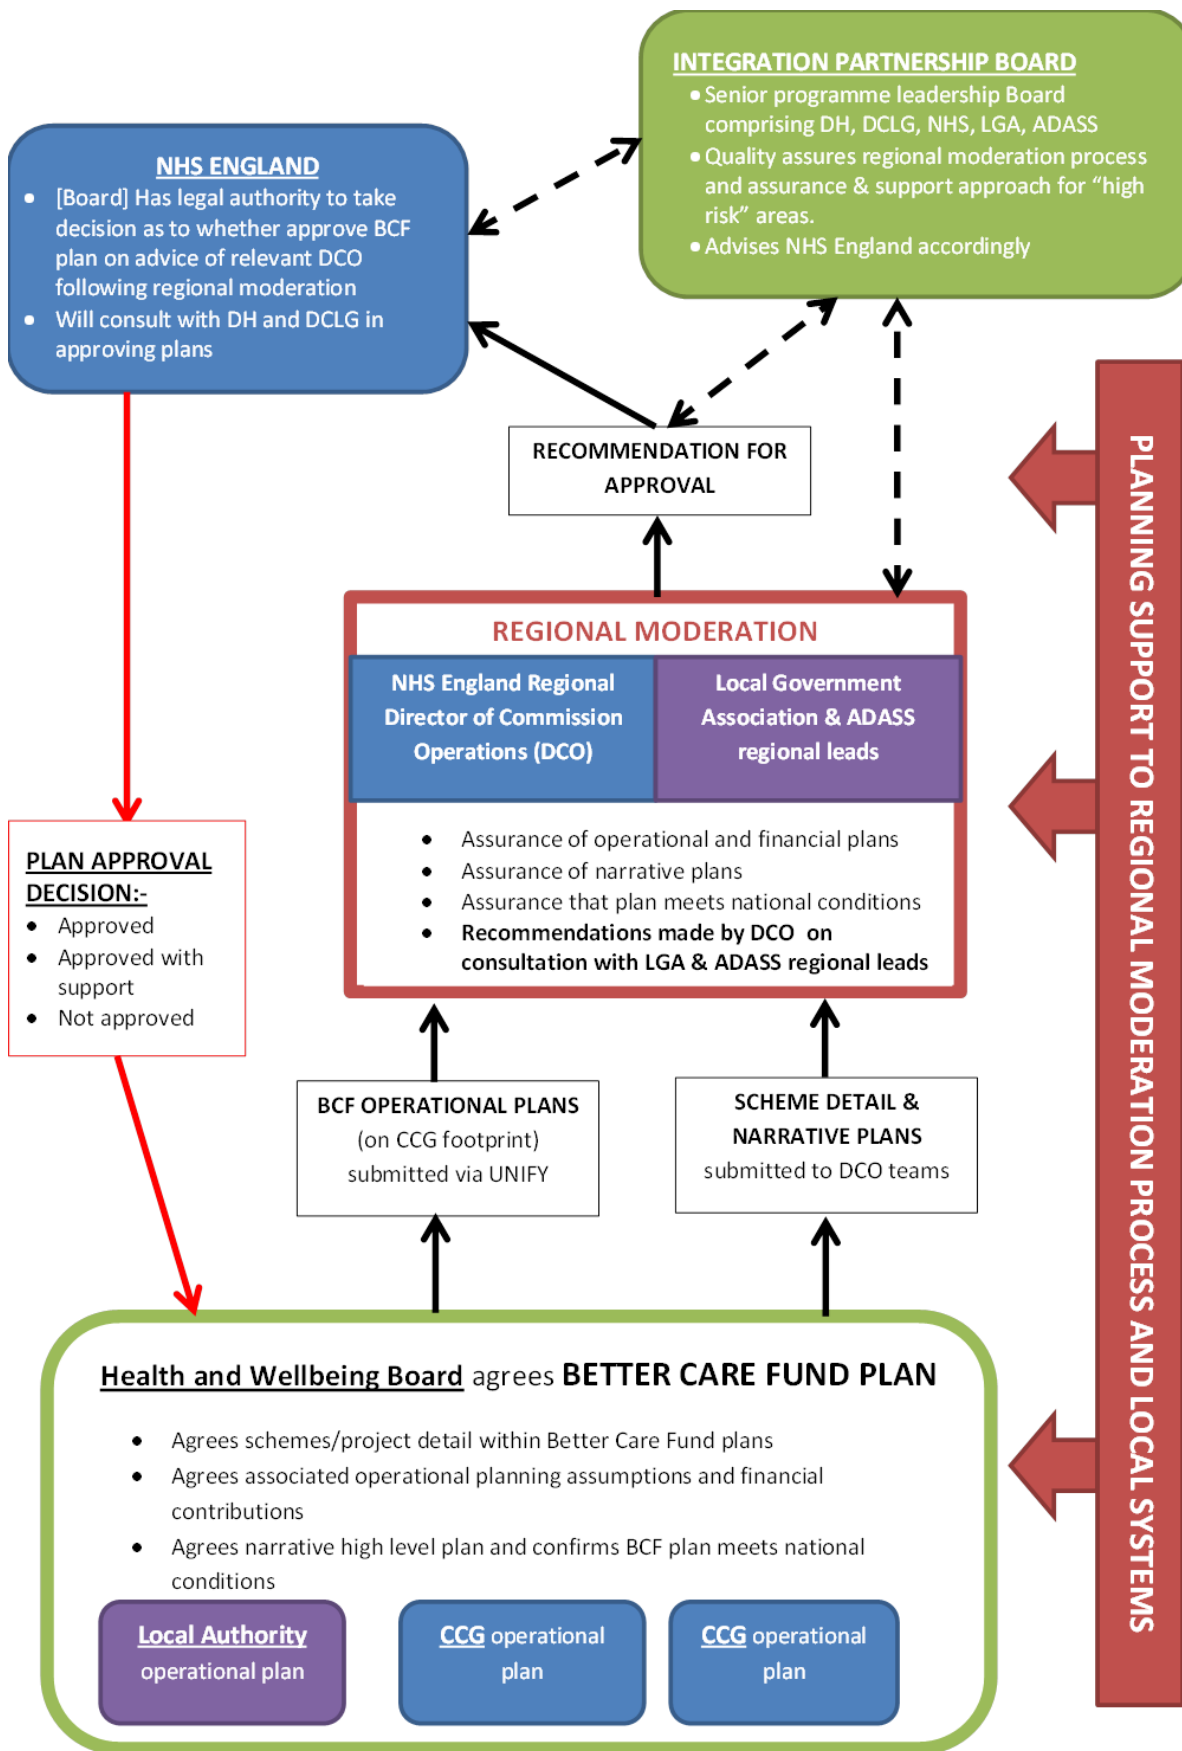 INTEGRATION PARTNERSHIP BOARD
• Senior programme leadership Board
comprising DH, DCLG, NHS, LGA, ADASS
• Quality assures regional moderation process
and assurance & support approach for “high
risk” areas.
• Advises NHS England accordingly
NHS ENGLAND
• [Board] Has legal authority to take
decision as to whether approve BCF
plan on advice of relevant DCO
following regional moderation
• Will consult with DH and DCLG in
approving plans
RECOMMENDATION FOR
APPROVAL
REGIONAL MODERATION
NHS England Regional
Director of Commission
Operations (DCO)
Local Government
Association & ADASS
regional leads
• Assurance of operational and financial plans
• Assurance of narrative plans
• Assurance that plan meets national conditions
• Recommendations made by DCO on
consultation with LGA & ADASS regional leads
PLAN APPROVAL
DECISION:-
• Approved
• Approved with
support
• Not approved
BCF OPERATIONAL PLANS
(on CCG footprint)
submitted via UNIFY
SCHEME DETAIL &
NARRATIVE PLANS
submitted to DCO teams
Health and Wellbeing Board agrees BETTER CARE FUND PLAN
• Agrees schemes/project detail within Better Care Fund plans
• Agrees associated operational planning assumptions and financial
contributions
• Agrees narrative high level plan and confirms BCF plan meets national
conditions
Local Authority
operational plan
CCG operational
plan
CCG operational
plan
PLANNING SUPPORT TO REGIONAL MODERATION PROCESS AND LOCAL SYSTEMS